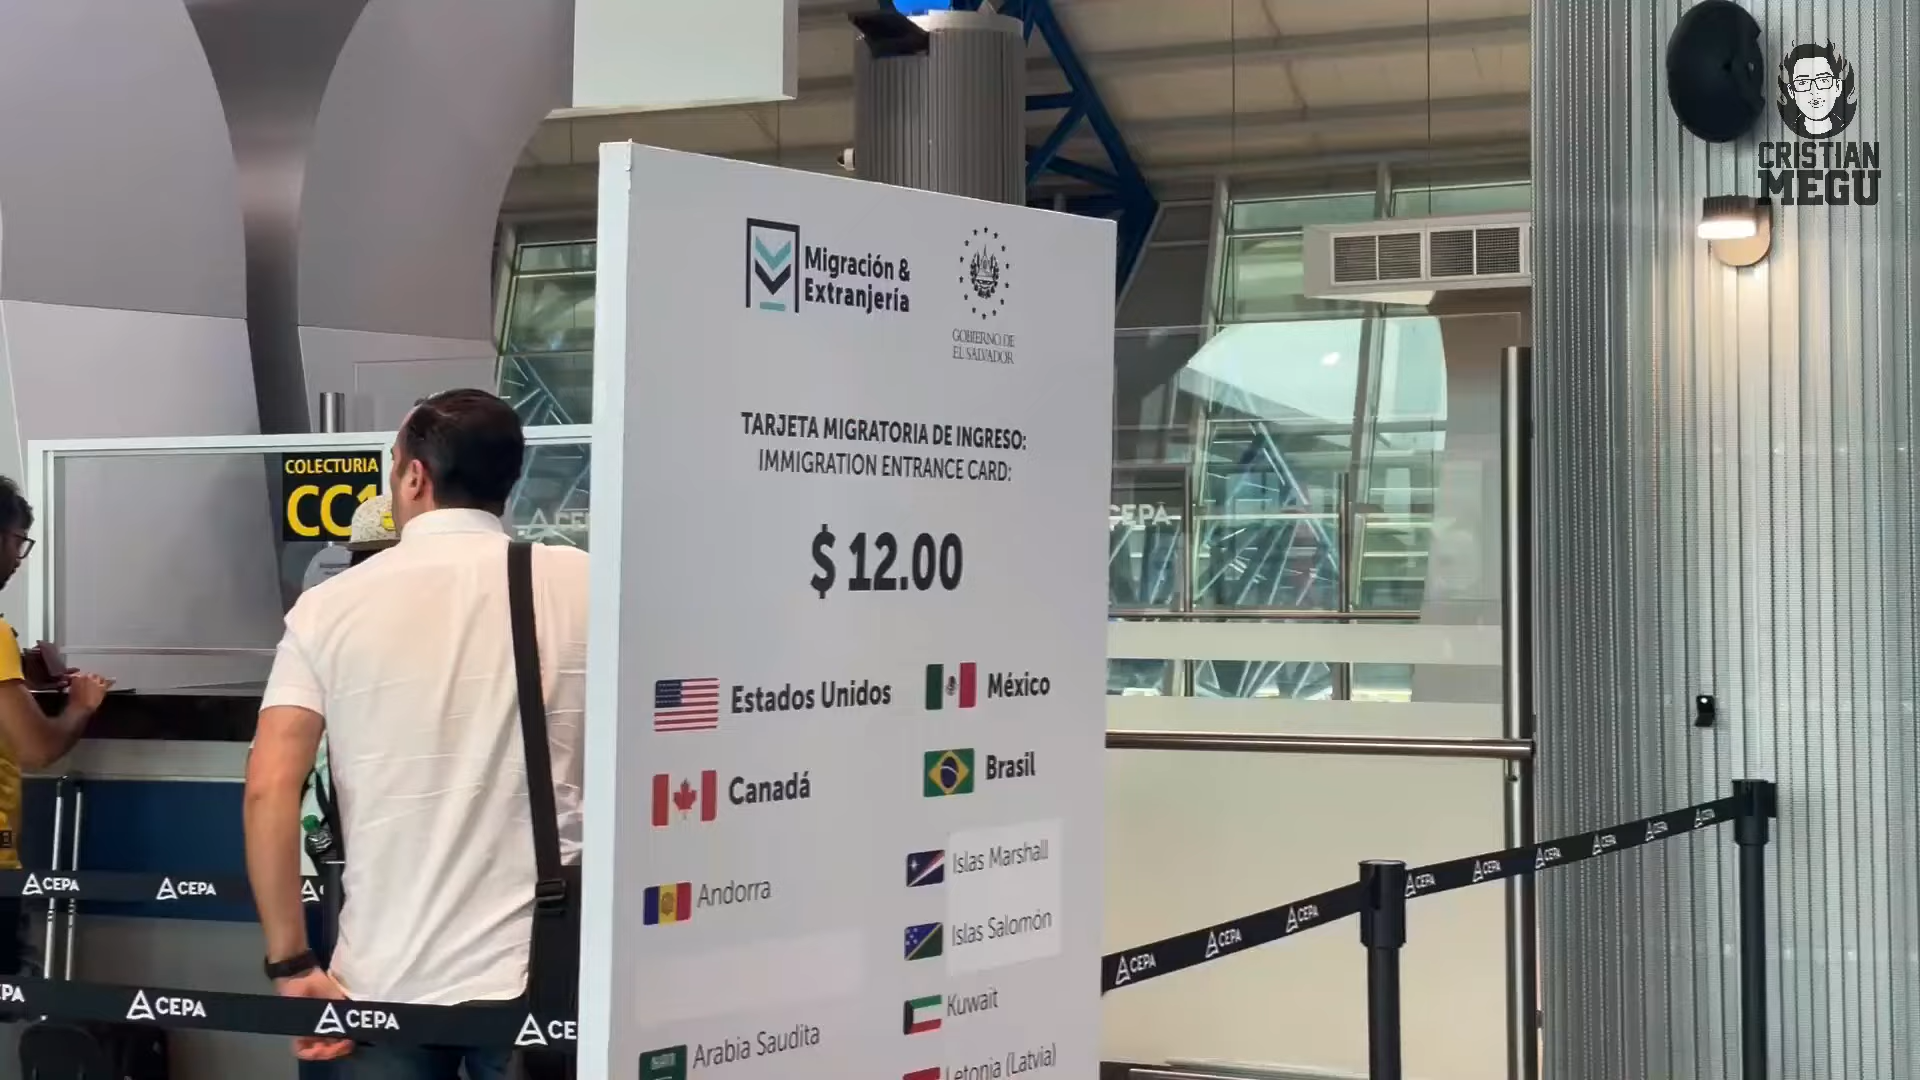 CRISTIAN
MEGU
Migración &
Extranjería
GOBIERNO DE
EL SALVADOR
TARJETA MIGRATORIA DE INGRESO:
IMMIGRATION ENTRANCE CARD:
$ 12.00
Estados Unidos
México
Canadá
Brasil
Andorra
Islas Marshall
Islas Salomón
Kuwait
Arabia Saudita
Letonia (Latvia)
COLECTURIA
CC1
CEPA
CEPA
CEPA
CEPA
CEPA
CEPA
CEPA
CEPA
CEPA
CEPA
CEPA
CEPA